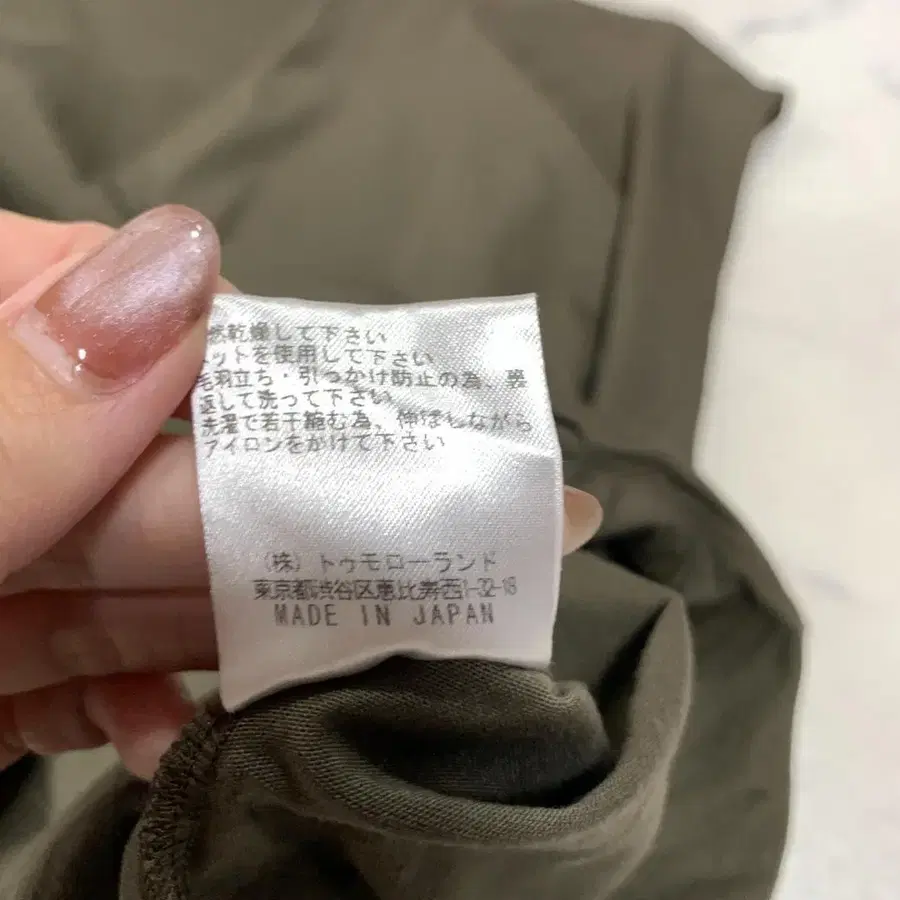 然乾燥して下さい
ネットを使用して下さい
毛羽立ち・引っかけ防止の為、裏
返して洗って下さい
洗濯で若干縮む為、伸ばしながら
アイロンをかけて下さい
(株)トゥモローランド
東京都渋谷区恵比寿西1-32-18
MADE IN JAPAN